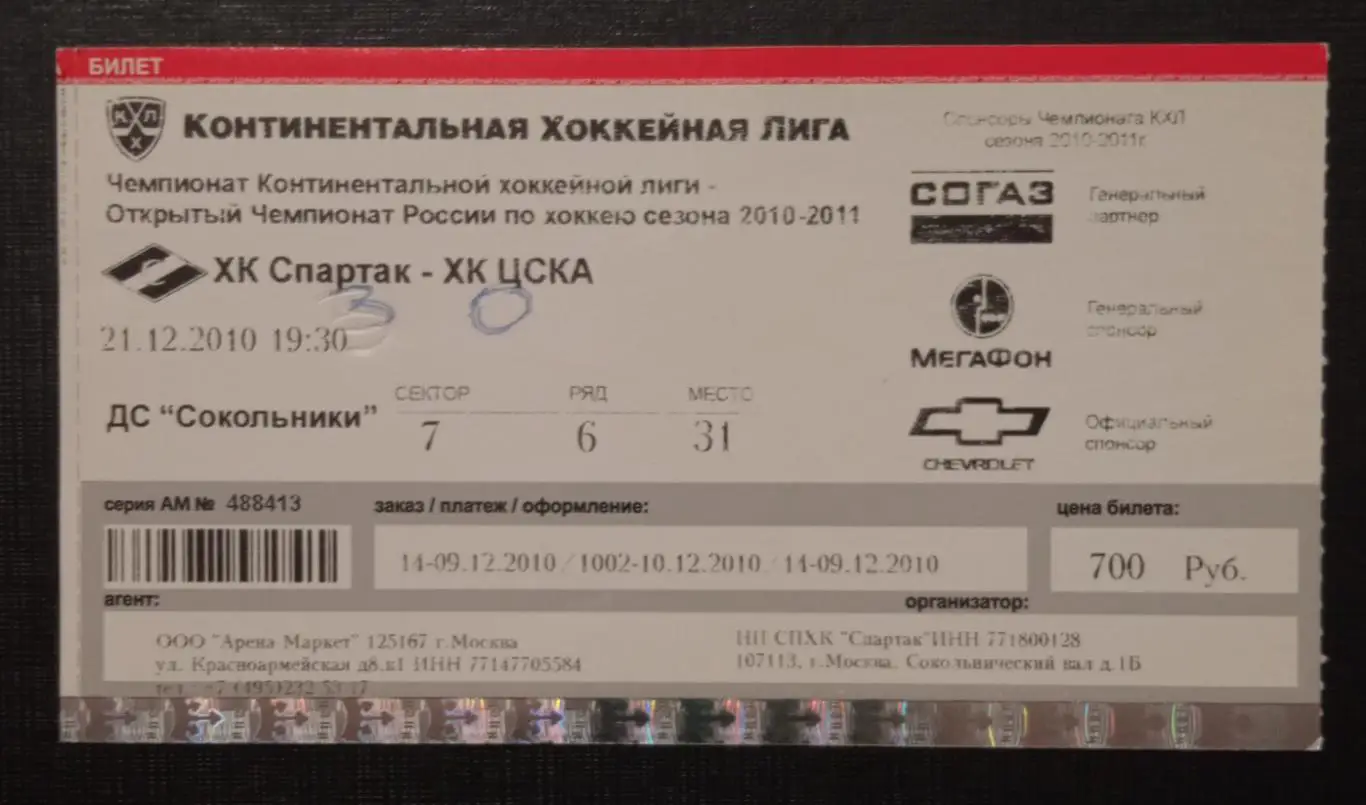 БИЛЕТ
КХЛ
КОНТИНЕНТАЛЬНАЯ ХОККЕЙНАЯ ЛИГА
Чемпионат Континентальной хоккейной лиги -
Открытый Чемпионат России по хоккею сезона 2010-2011
ХК Спартак - ХК ЦСКА
3 0
21.12.2010 19:30
СЕКТОР РЯД МЕСТО
ДС “Сокольники” 7 6 31
Спонсоры Чемпионата КХЛ
сезона 2010-2011г.
СОГАЗ
Генеральный
партнер
МЕГАФОН
Генеральный
спонсор
CHEVROLET
Официальный
спонсор
серия АМ № 488413
заказ / платеж / оформление:
цена билета:
14-09.12.2010 / 1002-10.12.2010 / 14-09.12.2010
700 Руб.
агент:
организатор:
ООО "Арена Маркет" 125167 г.Москва
ул. Красноармейская д8.к1 ИНН 77147705584
тел. +7 (495)232
НП СПХК "Спартак"ИНН 771800128
107113, г.Москва. Сокольнический вал д.1Б